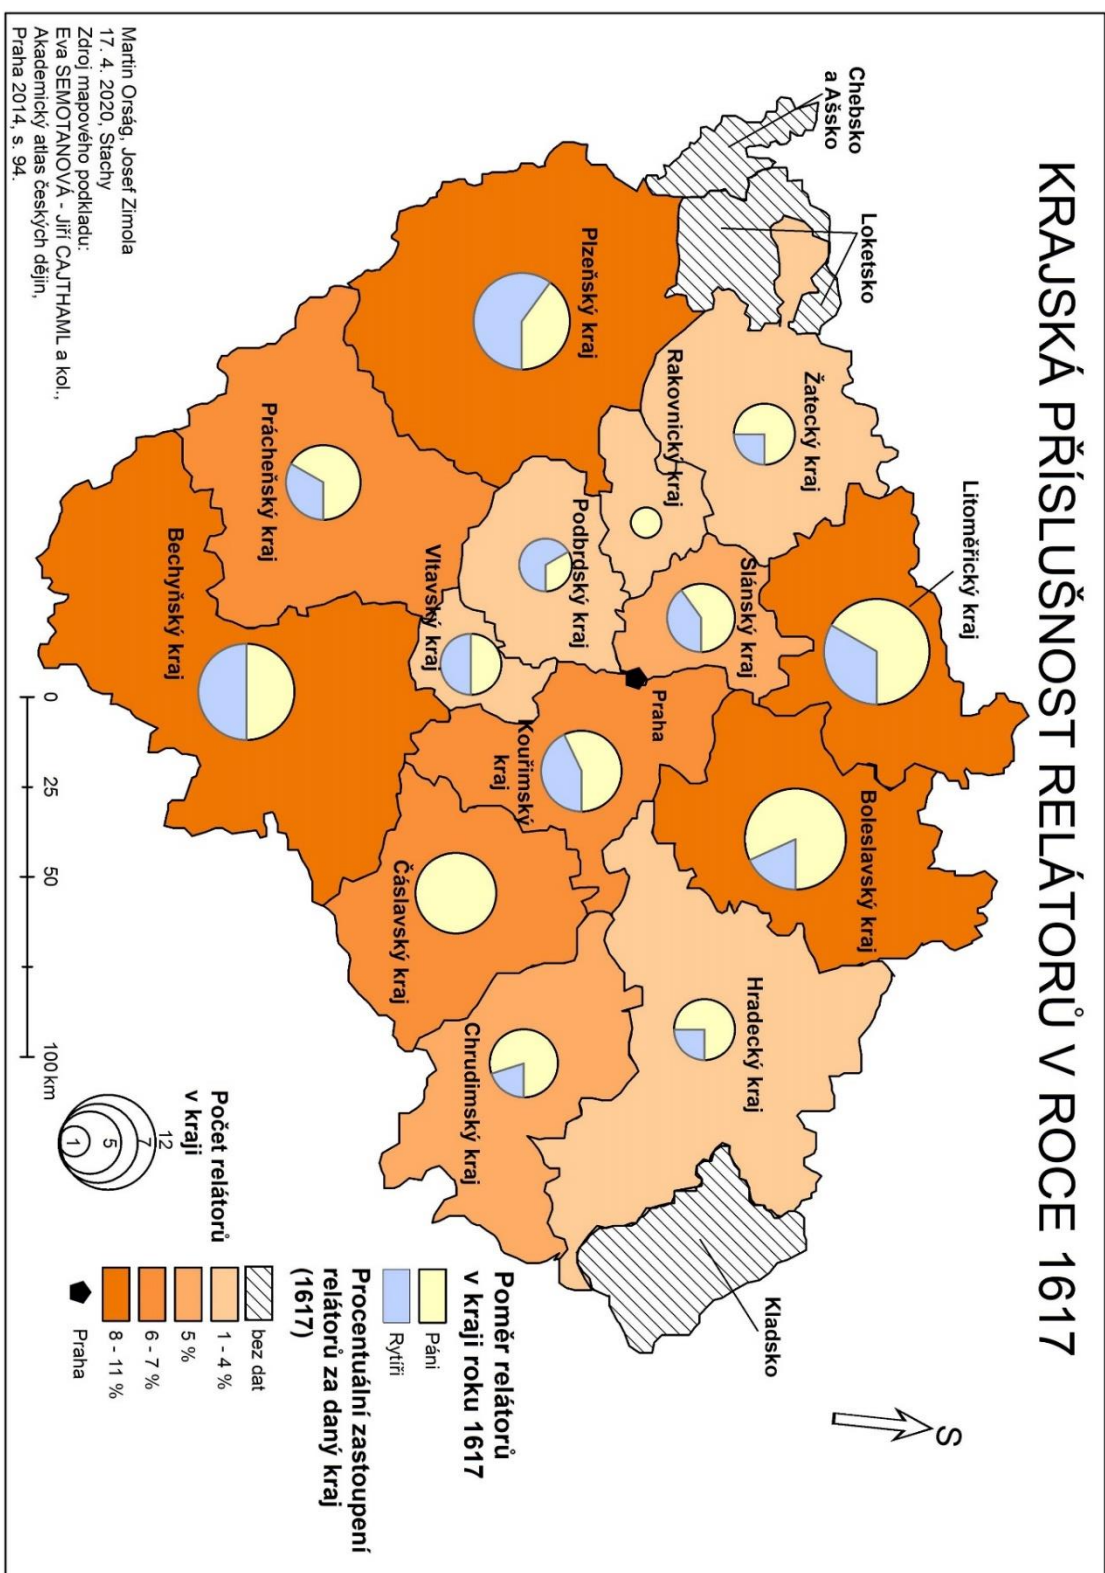 KRAJSKÁ PŘÍSLUŠNOST RELÁTORŮ V ROCE 1617
Chebsko
a Ašsko
Loketsko
Litoměřický kraj
Žatecký kraj
Rakovnický kraj
Slánský kraj
Boleslavský kraj
Hradecký kraj
Kladsko
Plzeňský kraj
Podbrdský kraj
Praha
Kouřimský
kraj
Vltavský kraj
Prácheňský kraj
Bechyňský kraj
Čáslavský kraj
Chrudimský kraj
S
Martin Orság, Josef Zimola
17. 4. 2020, Stachy
Zdroj mapového podkladu:
Eva SEMOTANOVÁ - Jiří CAJTHAML a kol.,
Akademický atlas českých dějin,
Praha 2014, s. 94.
0 25 50 100 km
Počet relátorů
v kraji
12
7
5
1
Poměr relátorů
v kraji roku 1617
Páni
Rytíři
Procentuální zastoupení
relátorů za daný kraj
(1617)
bez dat
1 - 4 %
5 %
6 - 7 %
8 - 11 %
Praha